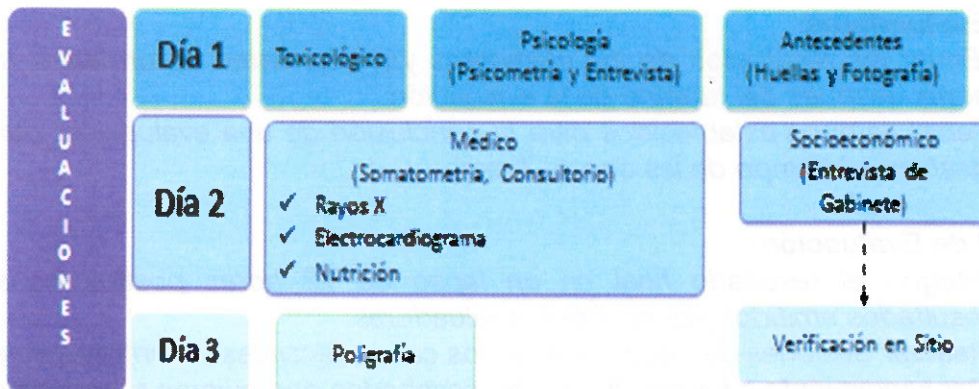 EVALUACIONES
Día 1
Toxicológico
Psicología
(Psicometría y Entrevista)
Antecedentes
(Huellas y Fotografía)
Día 2
Médico
(Somatometría, Consultorio)
✓ Rayos X
✓ Electrocardiograma
✓ Nutrición
Socioeconómico
(Entrevista de
Gabinete)
Día 3
Poligrafía
Verificación en Sitio